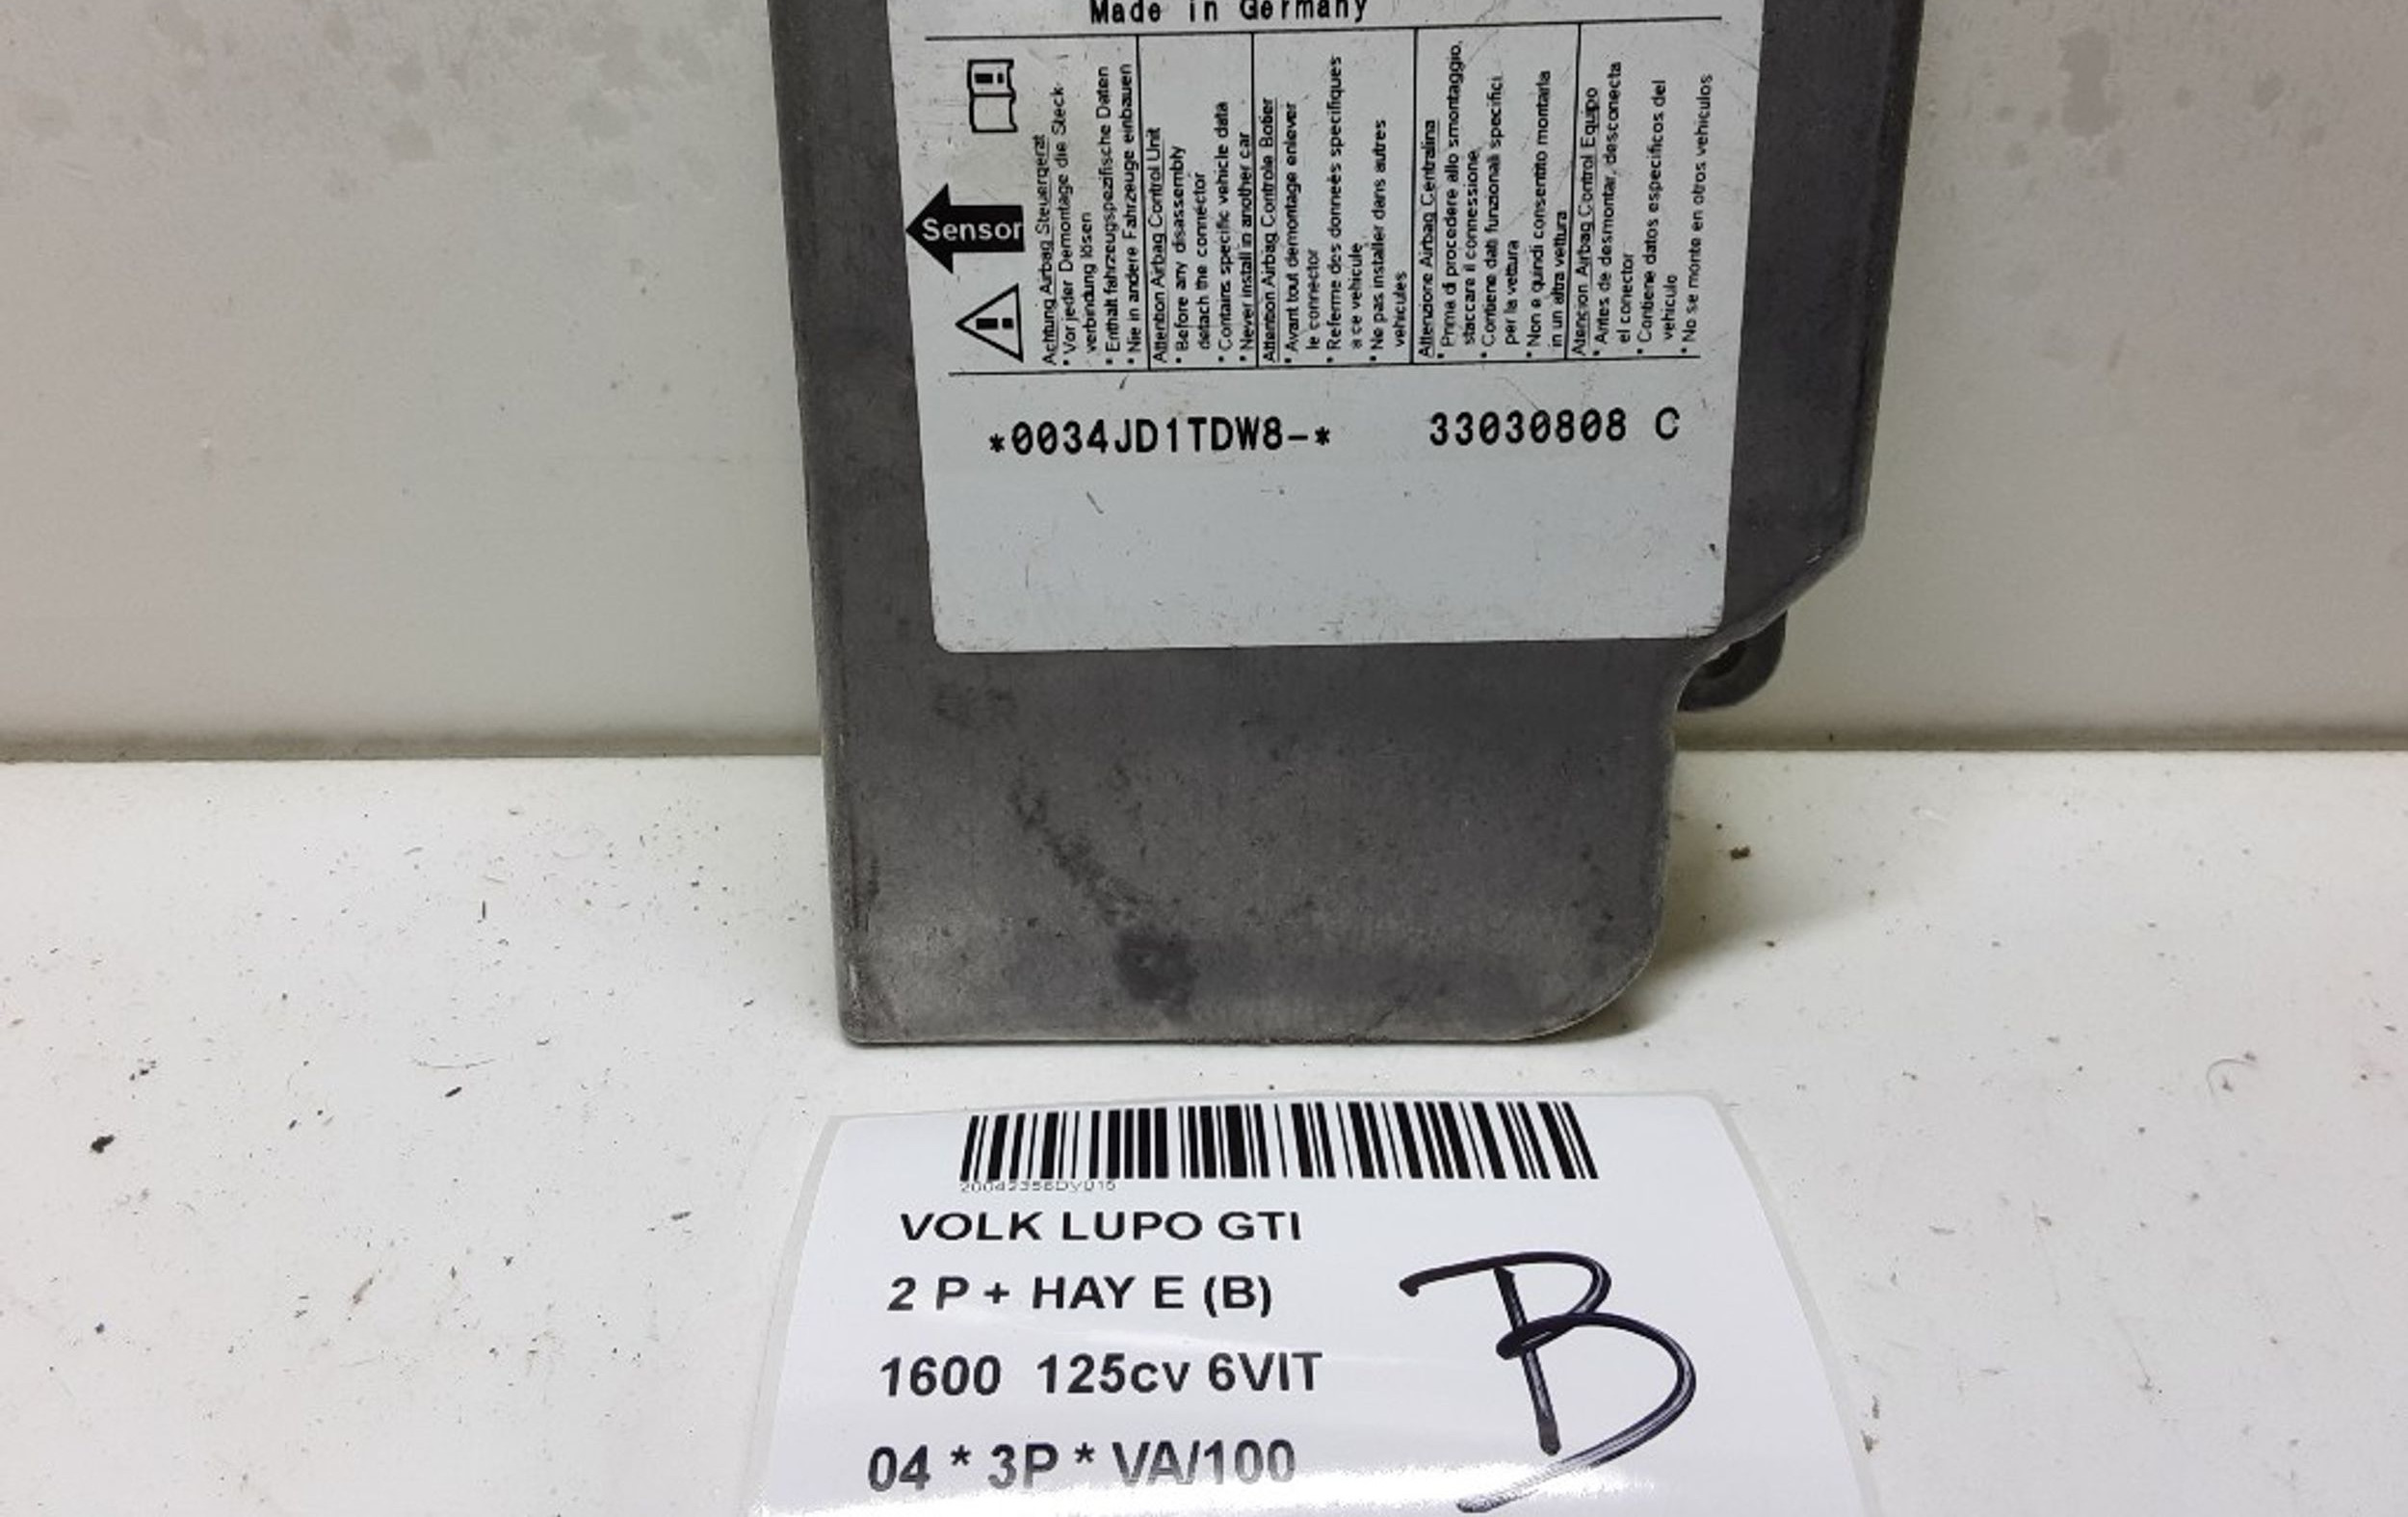 Made in Germany
Sensor
Achtung Airbag Steuergerät
* Vor jeder Demontage die Steck-
verbindung lösen
* Enthalt fahrzeugspezifische Daten
* Nie in andere Fahrzeuge einbauen
Attention Airbag Control Unit
* Before any disassembly
detach the connector
* Contains specific vehicle data
* Never install in another car
Attention Airbag Controle Botier
* Avant tout demontage enlever
le connector
* Referme des donneés specifiques
a ce vehicule
* Ne pas installer dans autres
vehicules
Attenzione Airbag Centralina
* Prima di procedere allo smontaggio,
staccare il connessione
* Contiene dati funzionali specifici
per la vettura
* Non e quindi consentito montarla
in un altra vettura
Atencion Airbag Control Equipo
* Antes de desmontar, desconecta
el conector
* Contiene datos especificos del
vehiculo
* No se monte en otros vehiculos
*0034JD1TDW8-* 33030808 C
VOLK LUPO GTI
2 P + HAY E (B)
1600 125cv 6VIT
04 * 3P * VA/100
B